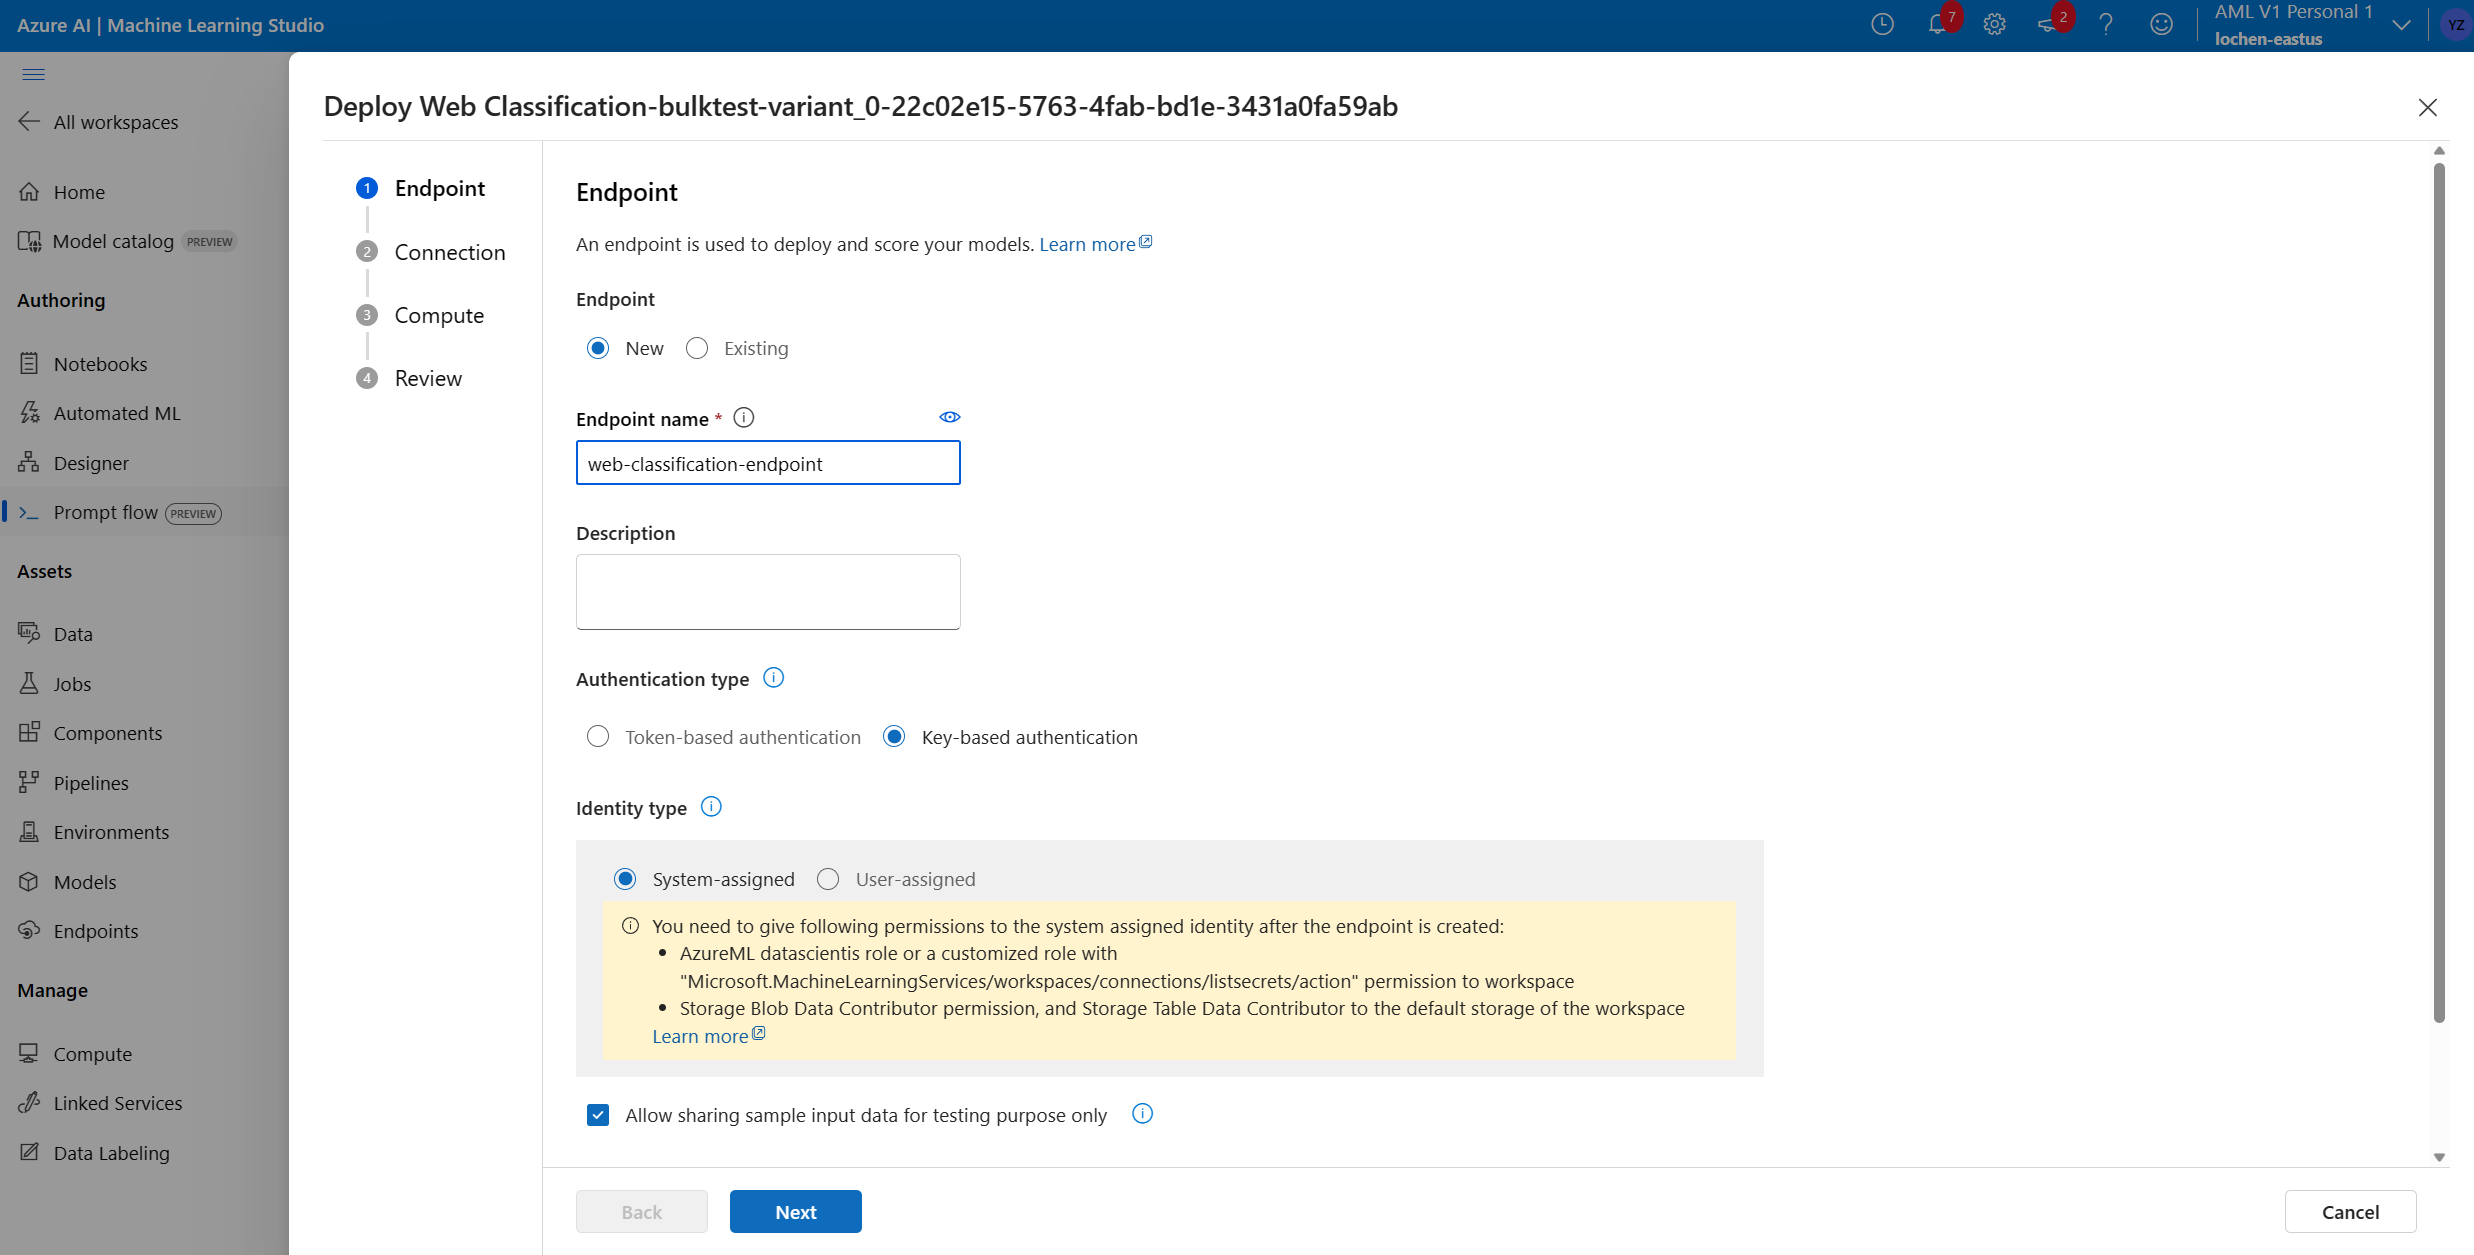 Azure AI | Machine Learning Studio
7
2
AML V1 Personal 1
lochen-eastus
YZ
All workspaces
Home
Model catalog PREVIEW
Authoring
Notebooks
Automated ML
Designer
Prompt flow PREVIEW
Assets
Data
Jobs
Components
Pipelines
Environments
Models
Endpoints
Manage
Compute
Linked Services
Data Labeling
Deploy Web Classification-bulktest-variant_0-22c02e15-5763-4fab-bd1e-3431a0fa59ab
1 Endpoint
2 Connection
3 Compute
4 Review
Endpoint
An endpoint is used to deploy and score your models. Learn more
Endpoint
New Existing
Endpoint name *
web-classification-endpoint
Description
Authentication type
Token-based authentication Key-based authentication
Identity type
System-assigned User-assigned
You need to give following permissions to the system assigned identity after the endpoint is created:
• AzureML datascientis role or a customized role with
"Microsoft.MachineLearningServices/workspaces/connections/listsecrets/action" permission to workspace
• Storage Blob Data Contributor permission, and Storage Table Data Contributor to the default storage of the workspace
Learn more
Allow sharing sample input data for testing purpose only
Back Next Cancel